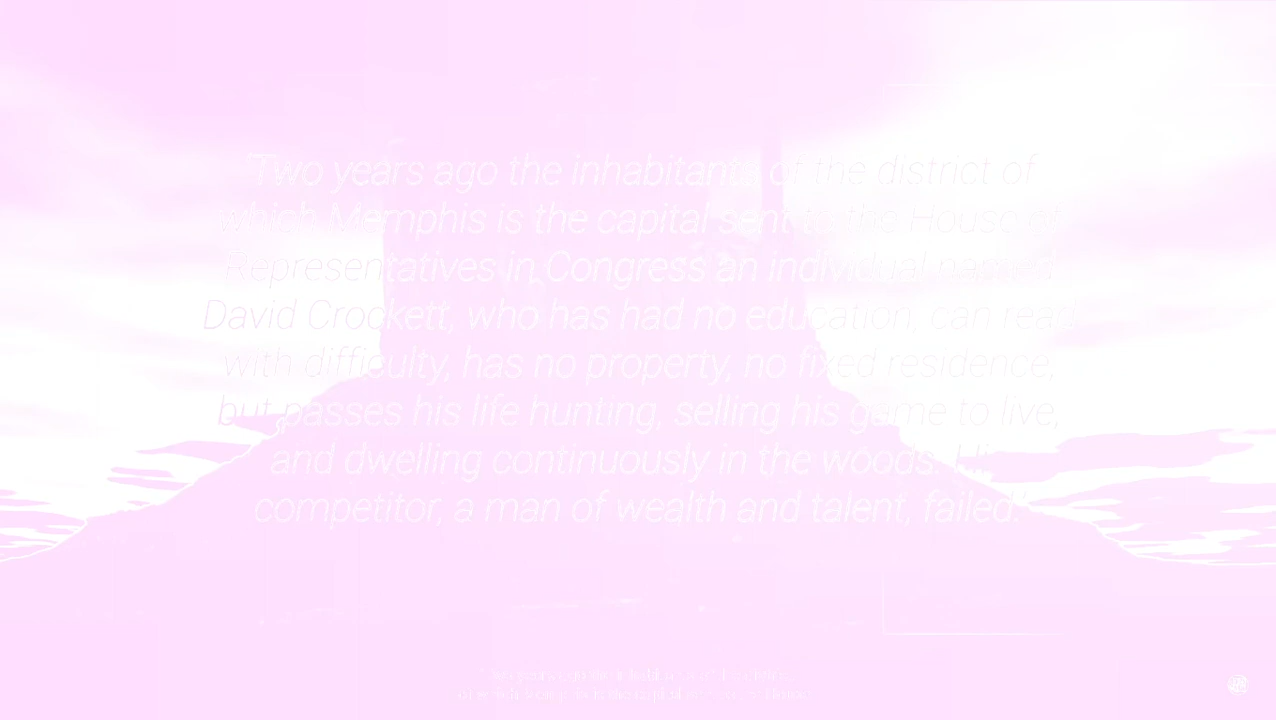 "Two years ago the inhabitants of the district of
which Memphis is the capital sent to the House of
Representatives in Congress an individual named
David Crockett, who has had no education, can read
with difficulty, has no property, no fixed residence,
but passes his life hunting, selling his game to live,
and dwelling continuously in the woods. His
competitor, a man of wealth and talent, failed."